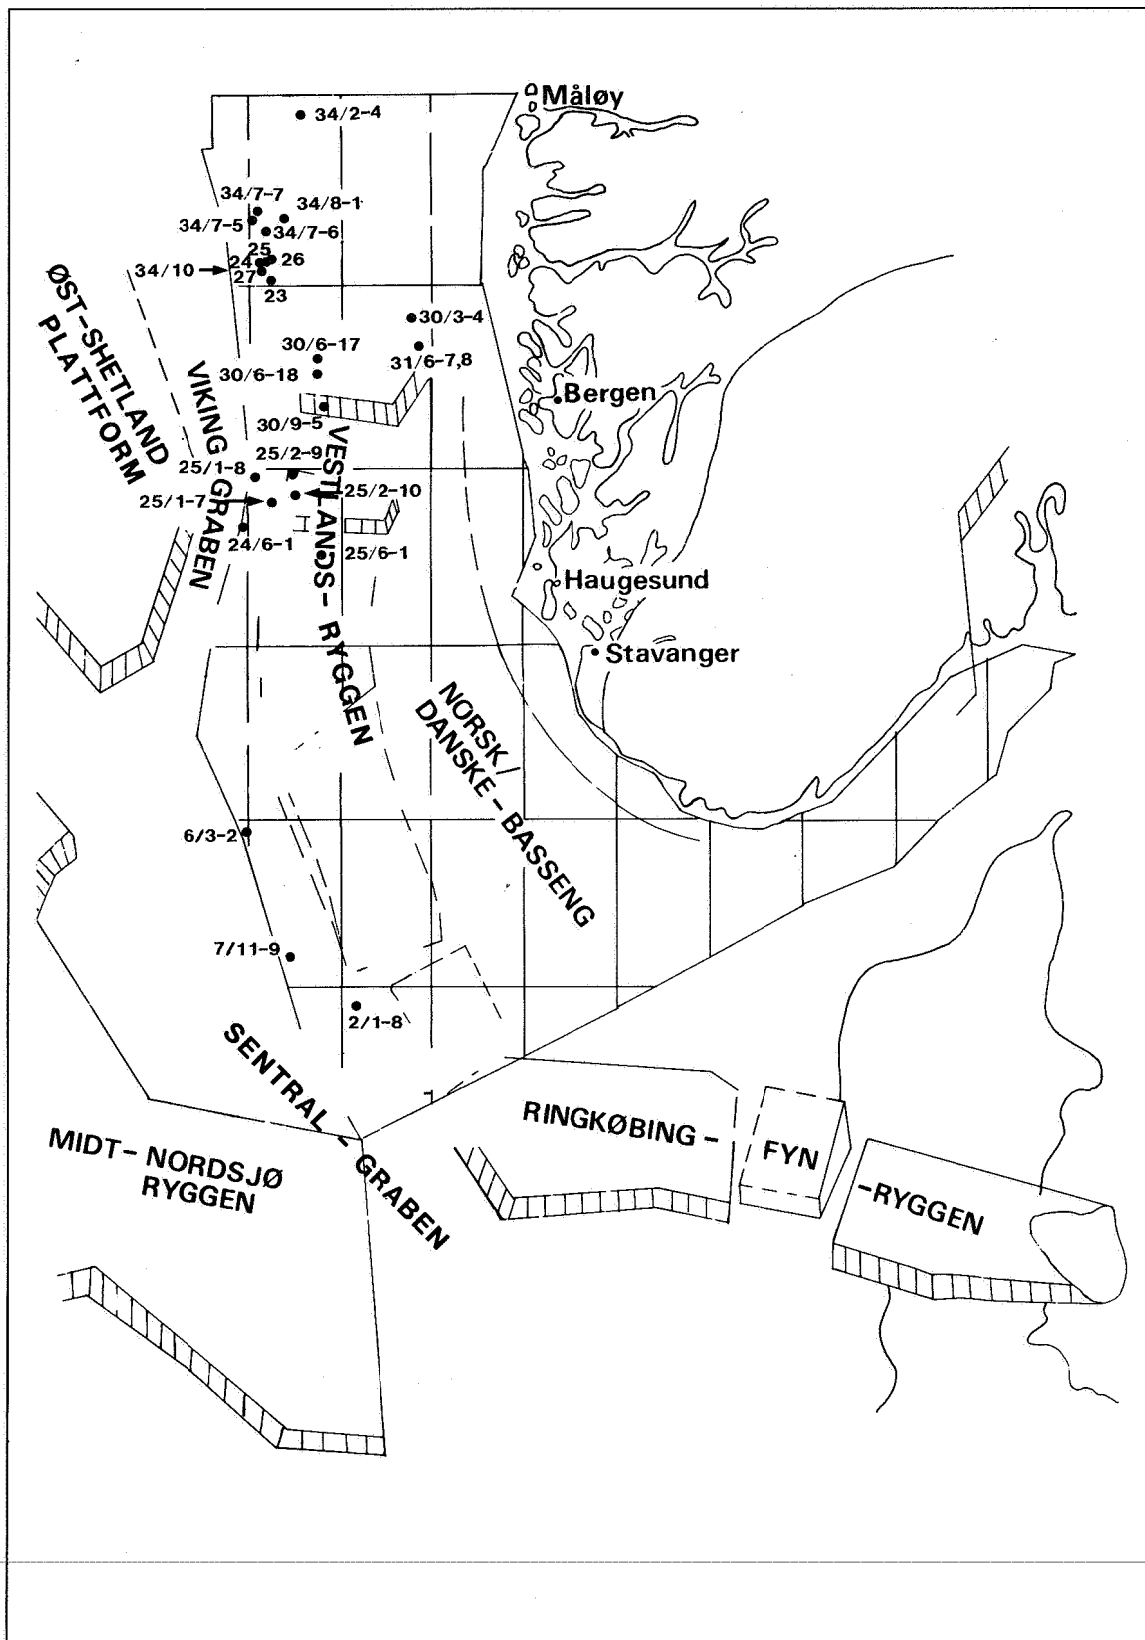 Måløy
34/2-4
34/7-7
34/8-1
34/7-5
34/7-6
25
24
26
34/10
27
23
ØST-SHETLAND
PLATTFORM
30/3-4
30/6-17
31/6-7,8
30/6-18
Bergen
30/9-5
VIKING GRABEN
VESTLANDS-RYGGEN
25/2-9
25/1-8
25/2-10
25/1-7
24/6-1
25/6-1
Haugesund
Stavanger
NORSK/
DANSKE-BASSENG
6/3-2
7/11-9
2/1-8
SENTRAL-GRABEN
RINGKØBING-
FYN
-RYGGEN
MIDT-NORDSJØ
RYGGEN